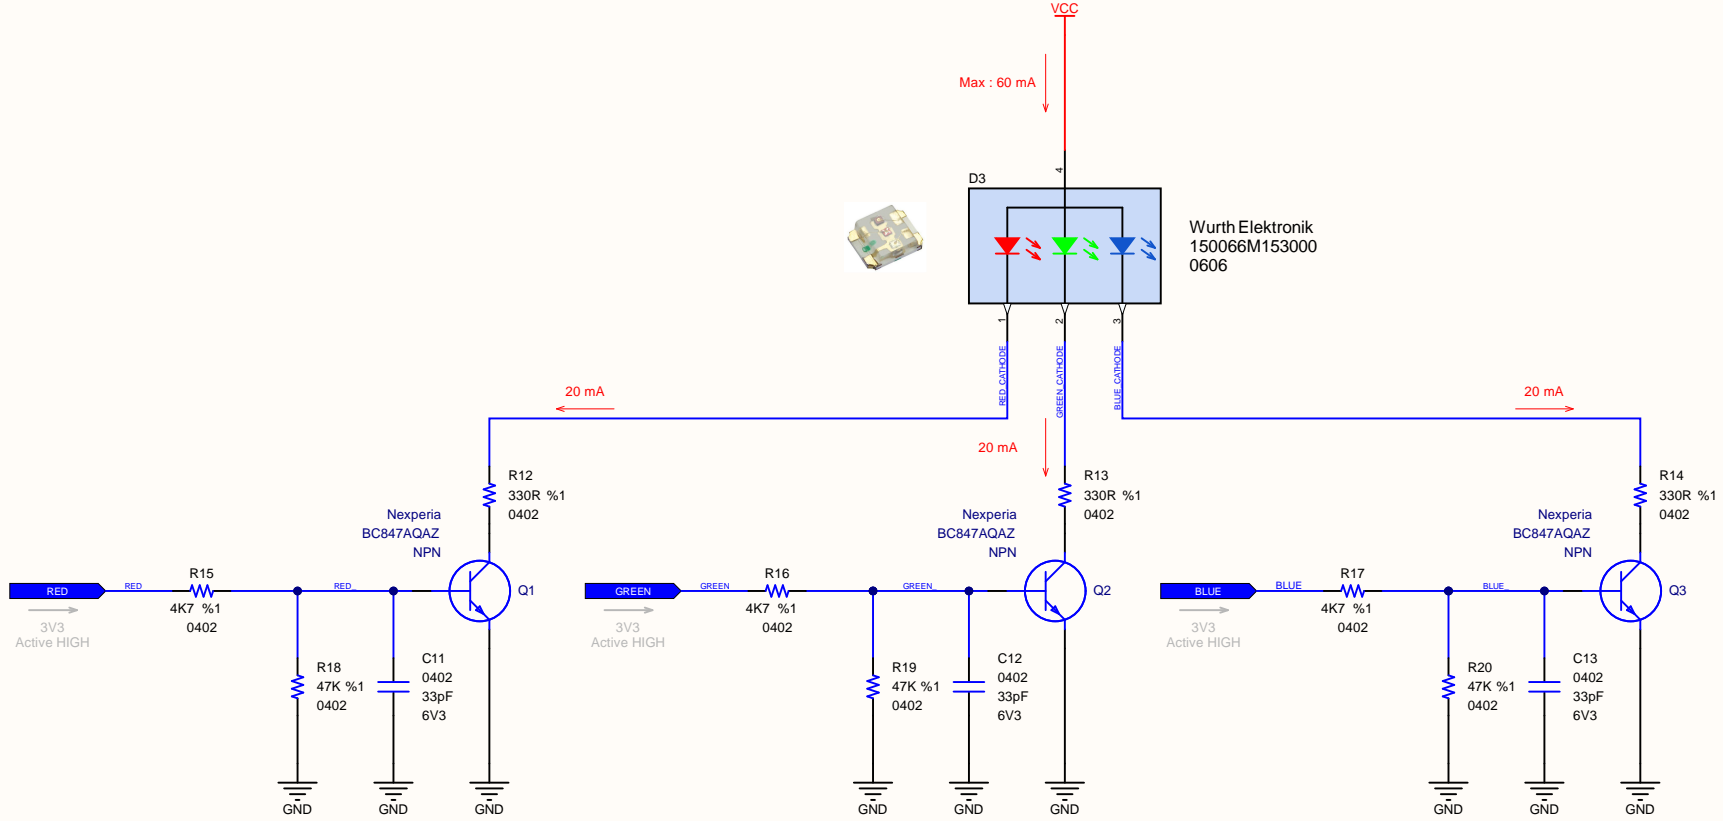 VCC
Max : 60 mA
4
D3
Wurth Elektronik
150066M153000
0606
1
2
3
RED_CATHODE
GREEN_CATHODE
BLUE_CATHODE
20 mA
20 mA
20 mA
R12
330R %1
0402
Nexperia
BC847AQAZ
NPN
RED
RED
R15
4K7 %1
0402
RED_
Q1
3V3
Active HIGH
R18
47K %1
0402
C11
0402
33pF
6V3
GND
GND
GND
R13
330R %1
0402
Nexperia
BC847AQAZ
NPN
GREEN
GREEN
R16
4K7 %1
0402
GREEN_
Q2
3V3
Active HIGH
R19
47K %1
0402
C12
0402
33pF
6V3
GND
GND
GND
R14
330R %1
0402
Nexperia
BC847AQAZ
NPN
BLUE
BLUE
R17
4K7 %1
0402
BLUE_
Q3
3V3
Active HIGH
R20
47K %1
0402
C13
0402
33pF
6V3
GND
GND
GND